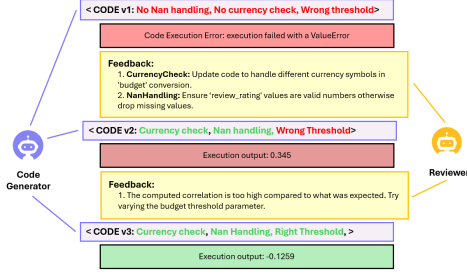 < CODE v1: No Nan handling, No currency check, Wrong threshold>
Code Execution Error: execution failed with a ValueError
Feedback:
1. CurrencyCheck: Update code to handle different currency symbols in
'budget' conversion.
2. NanHandling: Ensure 'review_rating' values are valid numbers otherwise
drop missing values.
< CODE v2: Currency check, Nan handling, Wrong Threshold>
Execution output: 0.345
Code
Generator
Reviewer
Feedback:
1. The computed correlation is too high compared to what was expected. Try
varying the budget threshold parameter.
< CODE v3: Currency check, Nan Handling, Right Threshold, >
Execution output: -0.1259